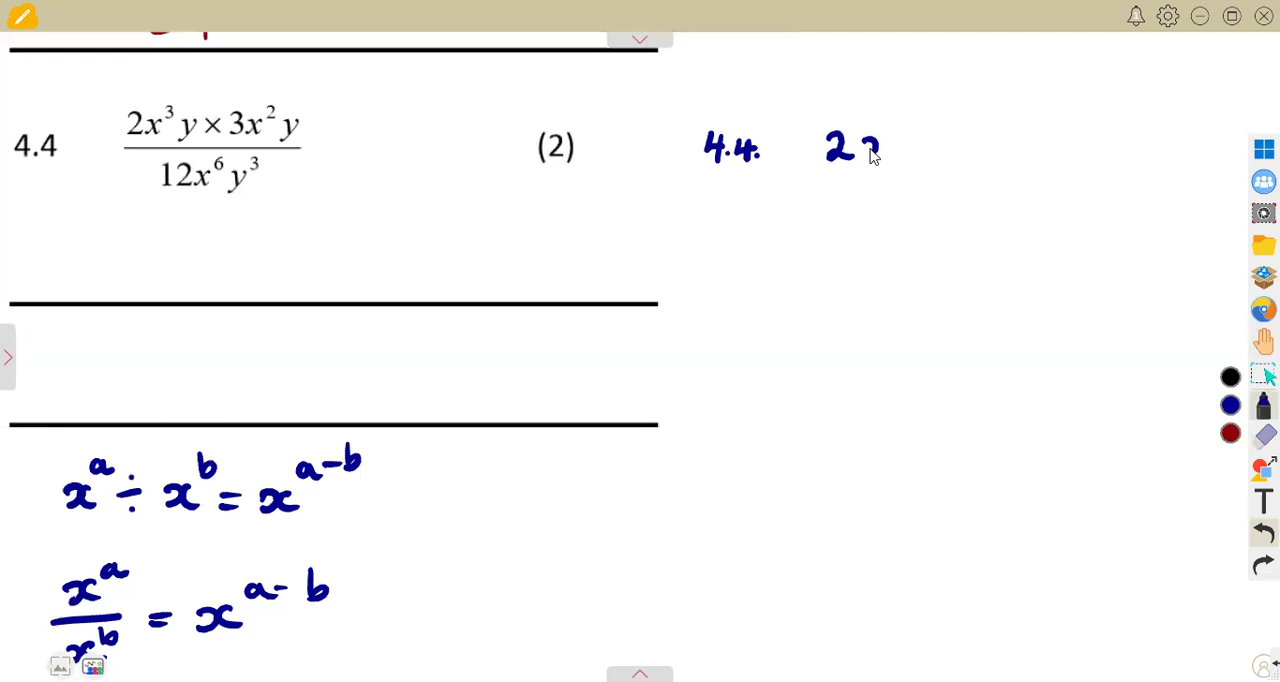 4.4 2x³y × 3x²y / 12x⁶y³ (2)
4.4. 2
xᵃ ÷ xᵇ = xᵃ⁻ᵇ
xᵃ / xᵇ = xᵃ⁻ᵇ